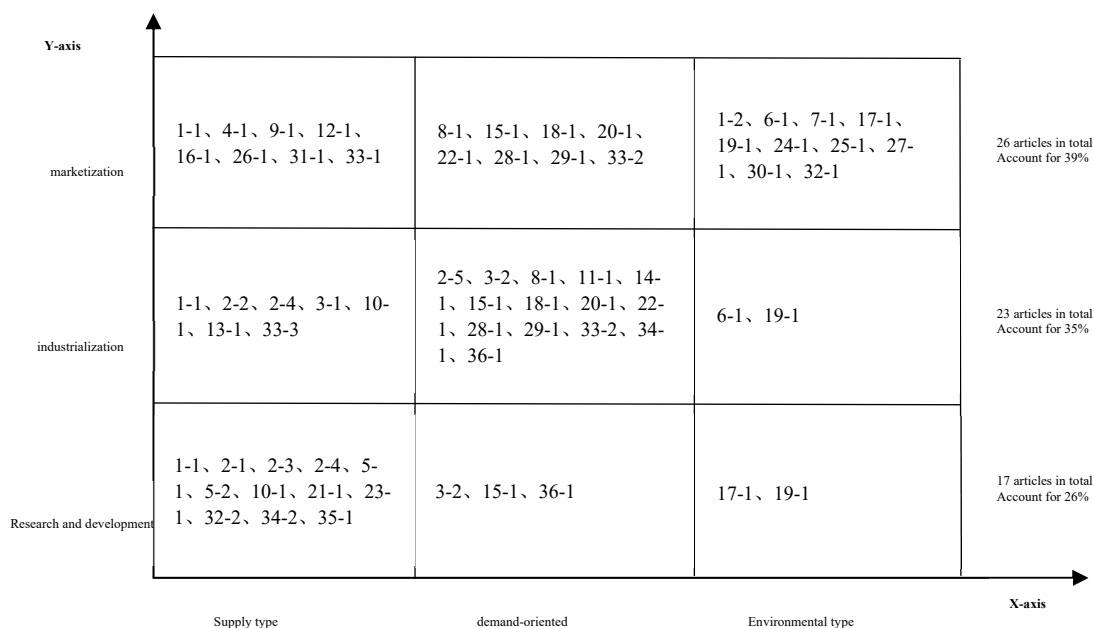 Y-axis
marketization
1-1、4-1、9-1、12-1、
16-1、26-1、31-1、33-1
8-1、15-1、18-1、20-1、
22-1、28-1、29-1、33-2
1-2、6-1、7-1、17-1、
19-1、24-1、25-1、27-
1、30-1、32-1
26 articles in total
Account for 39%
industrialization
1-1、2-2、2-4、3-1、10-
1、13-1、33-3
2-5、3-2、8-1、11-1、14-
1、15-1、18-1、20-1、22-
1、28-1、29-1、33-2、34-
1、36-1
6-1、19-1
23 articles in total
Account for 35%
Research and development
1-1、2-1、2-3、2-4、5-
1、5-2、10-1、21-1、23-
1、32-2、34-2、35-1
3-2、15-1、36-1
17-1、19-1
17 articles in total
Account for 26%
X-axis
Supply type
demand-oriented
Environmental type